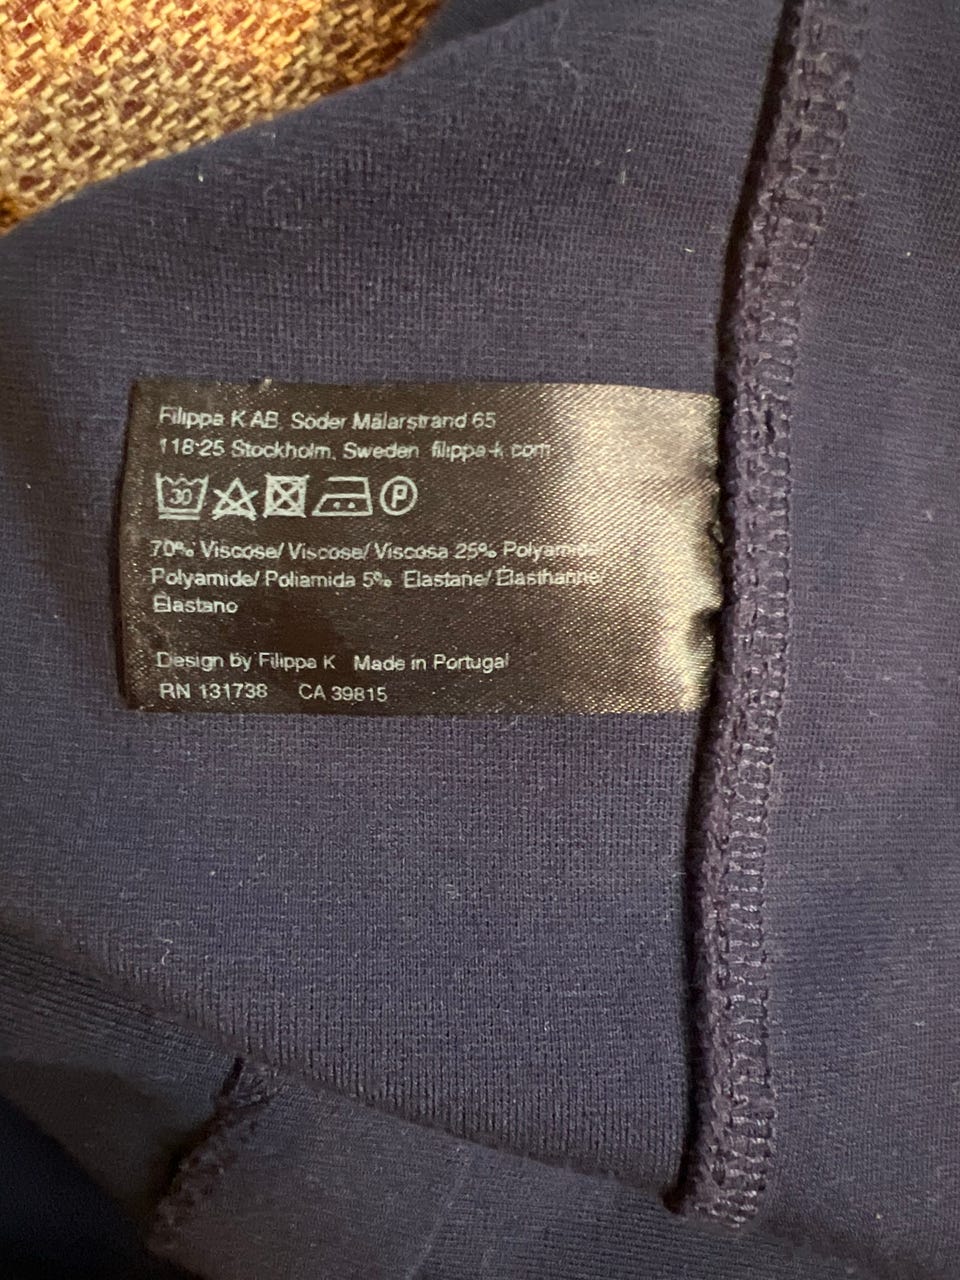 Filippa K AB, Söder Mälarstrand 65
118 25 Stockholm, Sweden filippa-k.com
30 P
70% Viscose/ Viscose/ Viscosa 25% Polyamide/
Polyamide/ Poliamida 5% Elastane/ Élasthanne/
Elastano
Design by Filippa K Made in Portugal
RN 131738 CA 39815